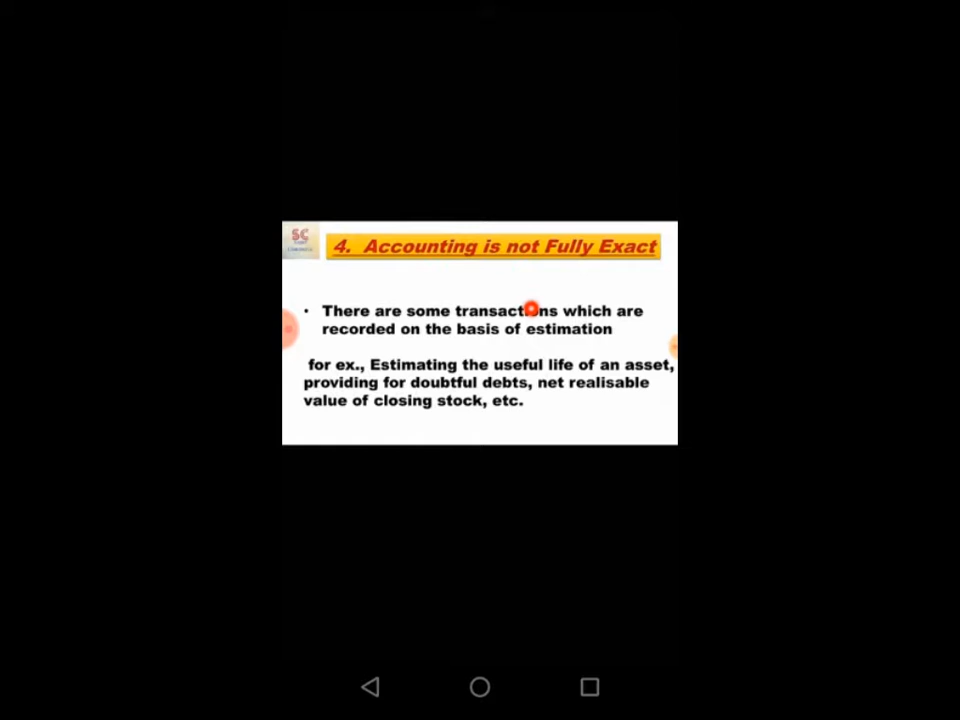 SC
4. Accounting is not Fully Exact
• There are some transactions which are
recorded on the basis of estimation
for ex., Estimating the useful life of an asset,
providing for doubtful debts, net realisable
value of closing stock, etc.